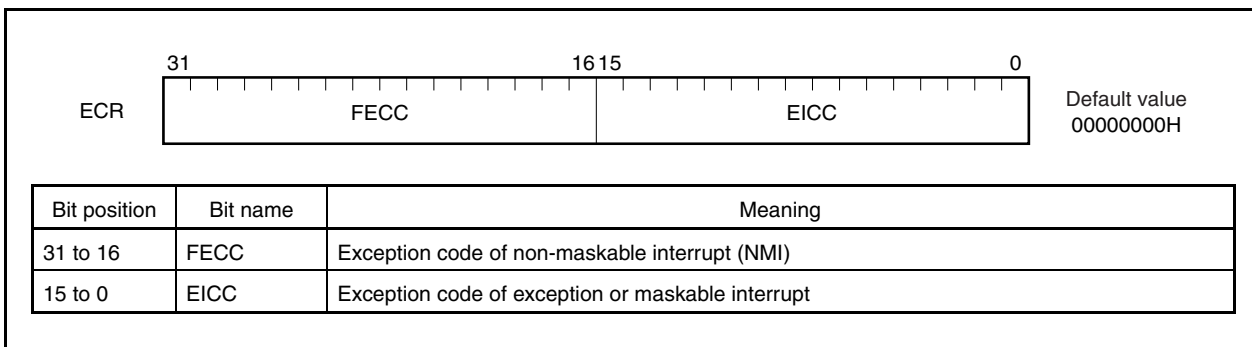 31 16 15 0
ECR FECC EICC Default value
00000000H
Bit position Bit name Meaning
31 to 16 FECC Exception code of non-maskable interrupt (NMI)
15 to 0 EICC Exception code of exception or maskable interrupt